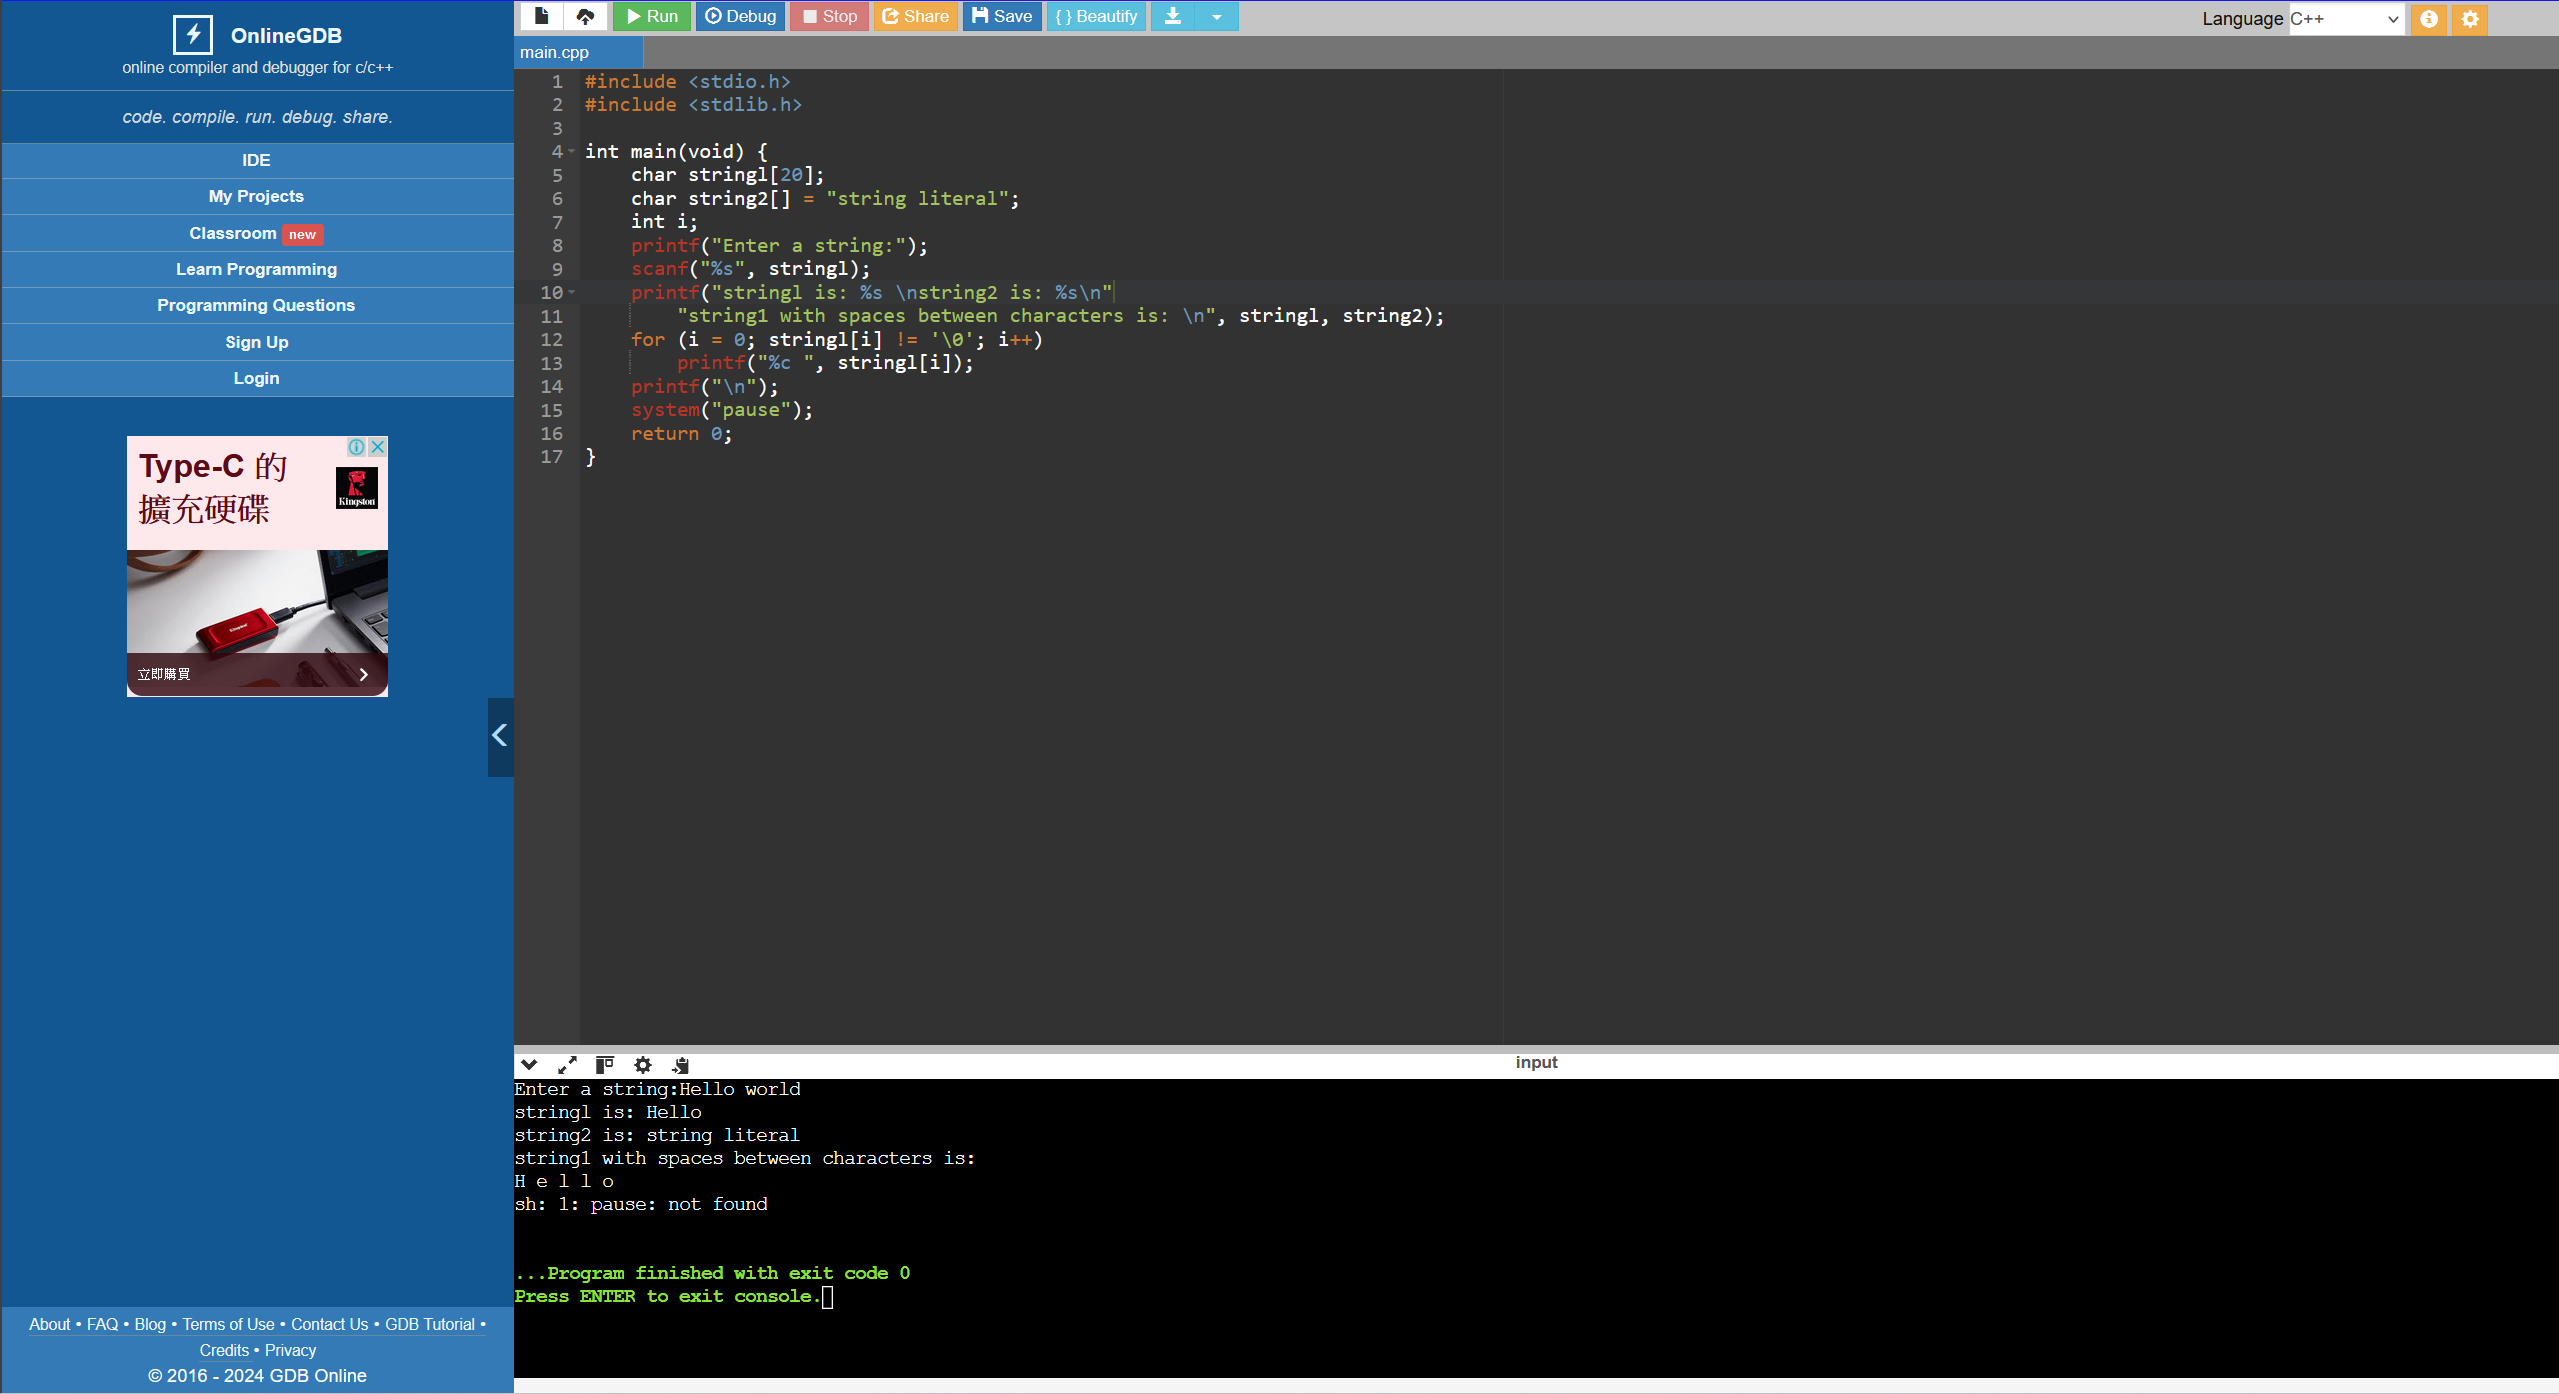 OnlineGDB
online compiler and debugger for c/c++
code. compile. run. debug. share.
IDE
My Projects
Classroom new
Learn Programming
Programming Questions
Sign Up
Login
Type-C 的
擴充硬碟
Kingston
立即購買
About • FAQ • Blog • Terms of Use • Contact Us • GDB Tutorial •
Credits • Privacy
© 2016 - 2024 GDB Online
Run Debug Stop Share Save { } Beautify
Language C++
main.cpp
1 #include <stdio.h>
2 #include <stdlib.h>
3
4 int main(void) {
5 char stringl[20];
6 char string2[] = "string literal";
7 int i;
8 printf("Enter a string:");
9 scanf("%s", stringl);
10 printf("stringl is: %s \nstring2 is: %s\n"
11 "string1 with spaces between characters is: \n", stringl, string2);
12 for (i = 0; stringl[i] != '\0'; i++)
13 printf("%c ", stringl[i]);
14 printf("\n");
15 system("pause");
16 return 0;
17 }
input
Enter a string:Hello world
stringl is: Hello
string2 is: string literal
string1 with spaces between characters is:
H e l l o
sh: 1: pause: not found
...Program finished with exit code 0
Press ENTER to exit console.